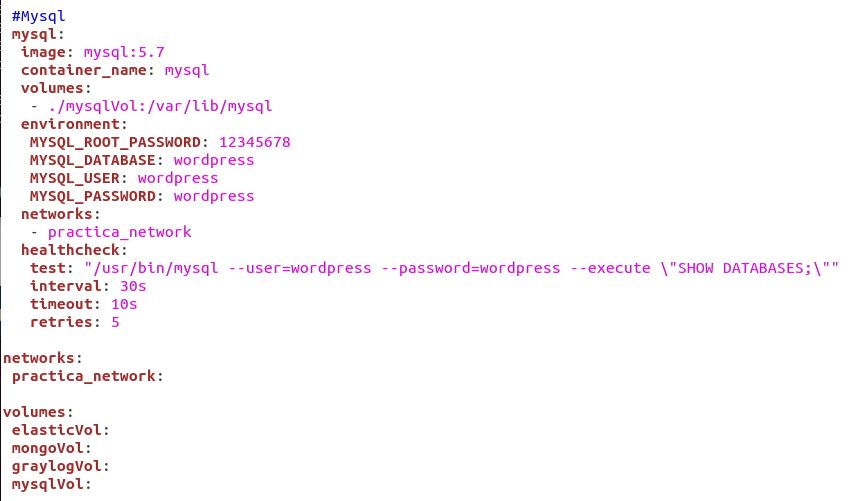 #Mysql
mysql:
image: mysql:5.7
container_name: mysql
volumes:
- ./mysqlVol:/var/lib/mysql
environment:
MYSQL_ROOT_PASSWORD: 12345678
MYSQL_DATABASE: wordpress
MYSQL_USER: wordpress
MYSQL_PASSWORD: wordpress
networks:
- practica_network
healthcheck:
test: "/usr/bin/mysql --user=wordpress --password=wordpress --execute \"SHOW DATABASES;\""
interval: 30s
timeout: 10s
retries: 5
networks:
practica_network:
volumes:
elasticVol:
mongoVol:
graylogVol:
mysqlVol: